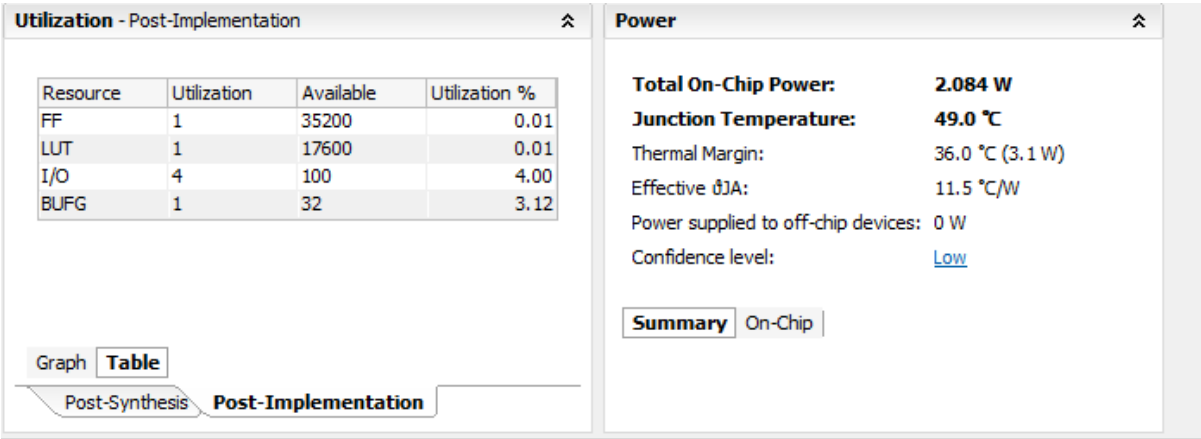 Utilization - Post-Implementation
Resource Utilization Available Utilization %
FF 1 35200 0.01
LUT 1 17600 0.01
I/O 4 100 4.00
BUFG 1 32 3.12
Graph Table
Post-Synthesis Post-Implementation
Power
Total On-Chip Power: 2.084 W
Junction Temperature: 49.0 °C
Thermal Margin: 36.0 °C (3.1 W)
Effective ϑJA: 11.5 °C/W
Power supplied to off-chip devices: 0 W
Confidence level: Low
Summary On-Chip